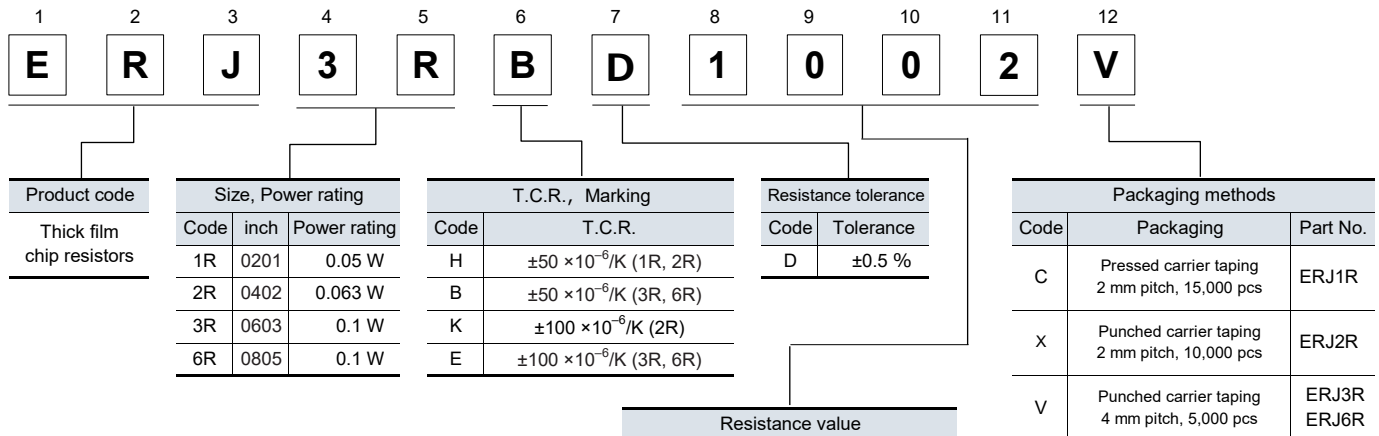 1 2 3 4 5 6 7 8 9 10 11 12
E R J 3 R B D 1 0 0 2 V
Product code
Thick film
chip resistors
Size, Power rating
Code inch Power rating
1R 0201 0.05 W
2R 0402 0.063 W
3R 0603 0.1 W
6R 0805 0.1 W
T.C.R., Marking
Code T.C.R.
H ±50 ×10⁻⁶/K (1R, 2R)
B ±50 ×10⁻⁶/K (3R, 6R)
K ±100 ×10⁻⁶/K (2R)
E ±100 ×10⁻⁶/K (3R, 6R)
Resistance tolerance
Code Tolerance
D ±0.5 %
Resistance value
Packaging methods
Code Packaging Part No.
C Pressed carrier taping
2 mm pitch, 15,000 pcs ERJ1R
X Punched carrier taping
2 mm pitch, 10,000 pcs ERJ2R
V Punched carrier taping
4 mm pitch, 5,000 pcs ERJ3R
ERJ6R